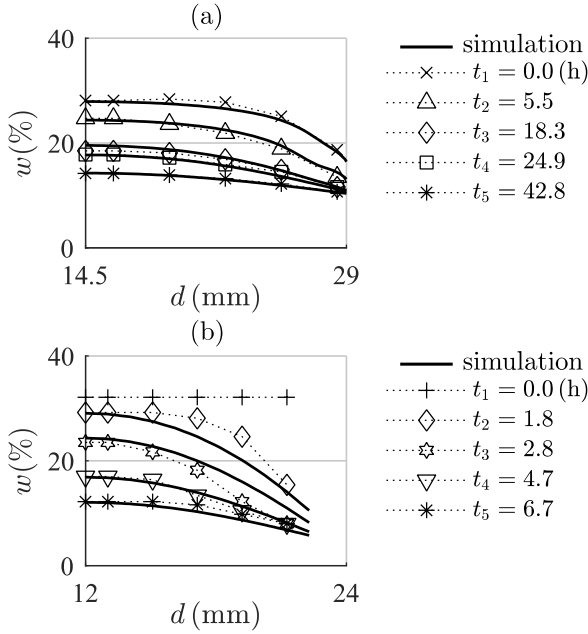 (a)
40
20
0
w(%)
14.5
29
d (mm)
simulation
t₁ = 0.0 (h)
t₂ = 5.5
t₃ = 18.3
t₄ = 24.9
t₅ = 42.8
(b)
40
20
0
w(%)
12
24
d (mm)
simulation
t₁ = 0.0 (h)
t₂ = 1.8
t₃ = 2.8
t₄ = 4.7
t₅ = 6.7